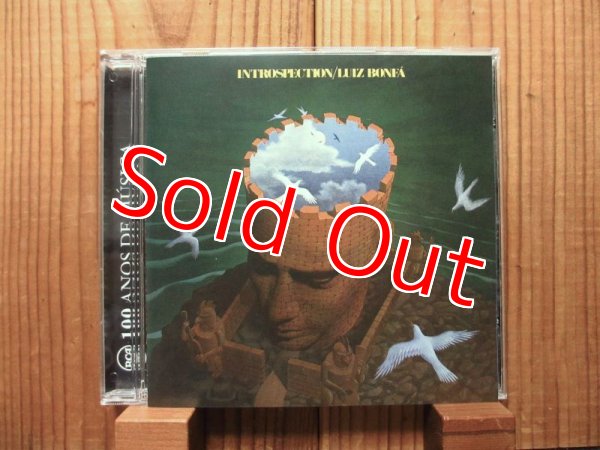 INTROSPECTION/LUIZ BONFÁ
Sold Out
RCA 100 ANOS DE MÚSICA